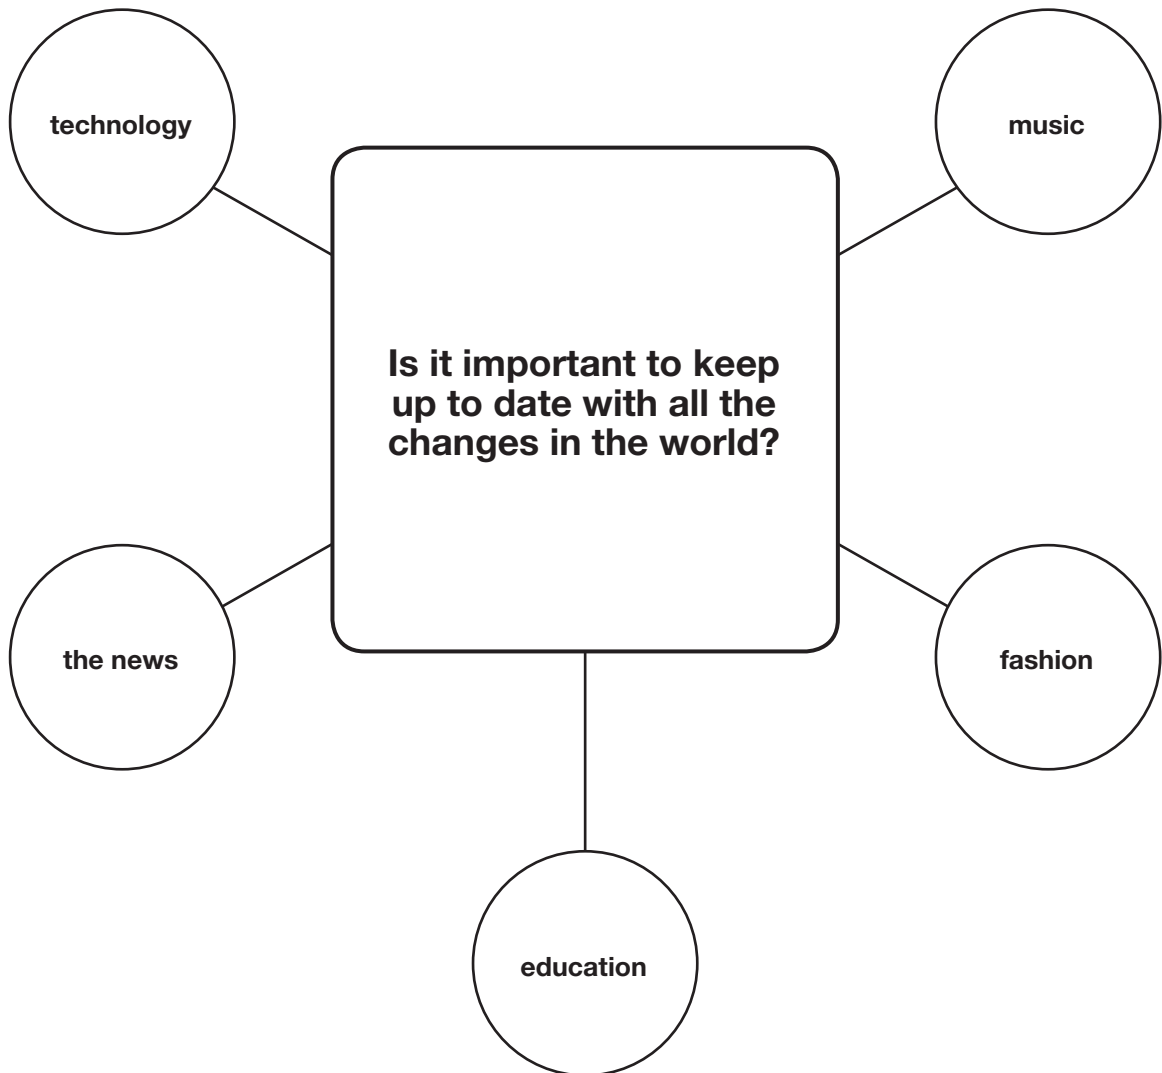 technology
music
Is it important to keep
up to date with all the
changes in the world?
the news
fashion
education